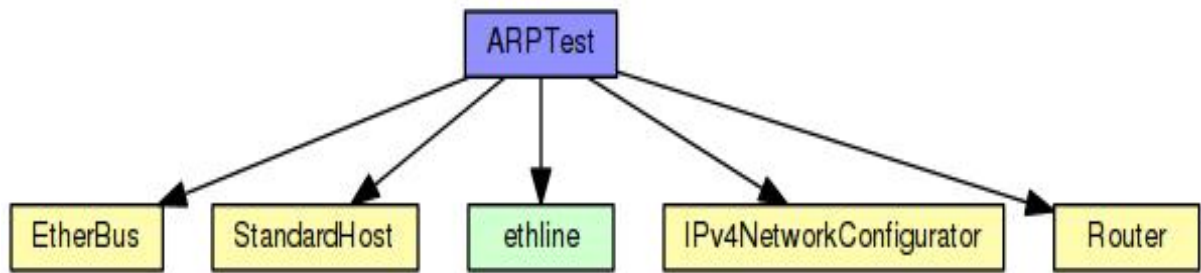 ARPTest
EtherBus
StandardHost
ethline
IPv4NetworkConfigurator
Router